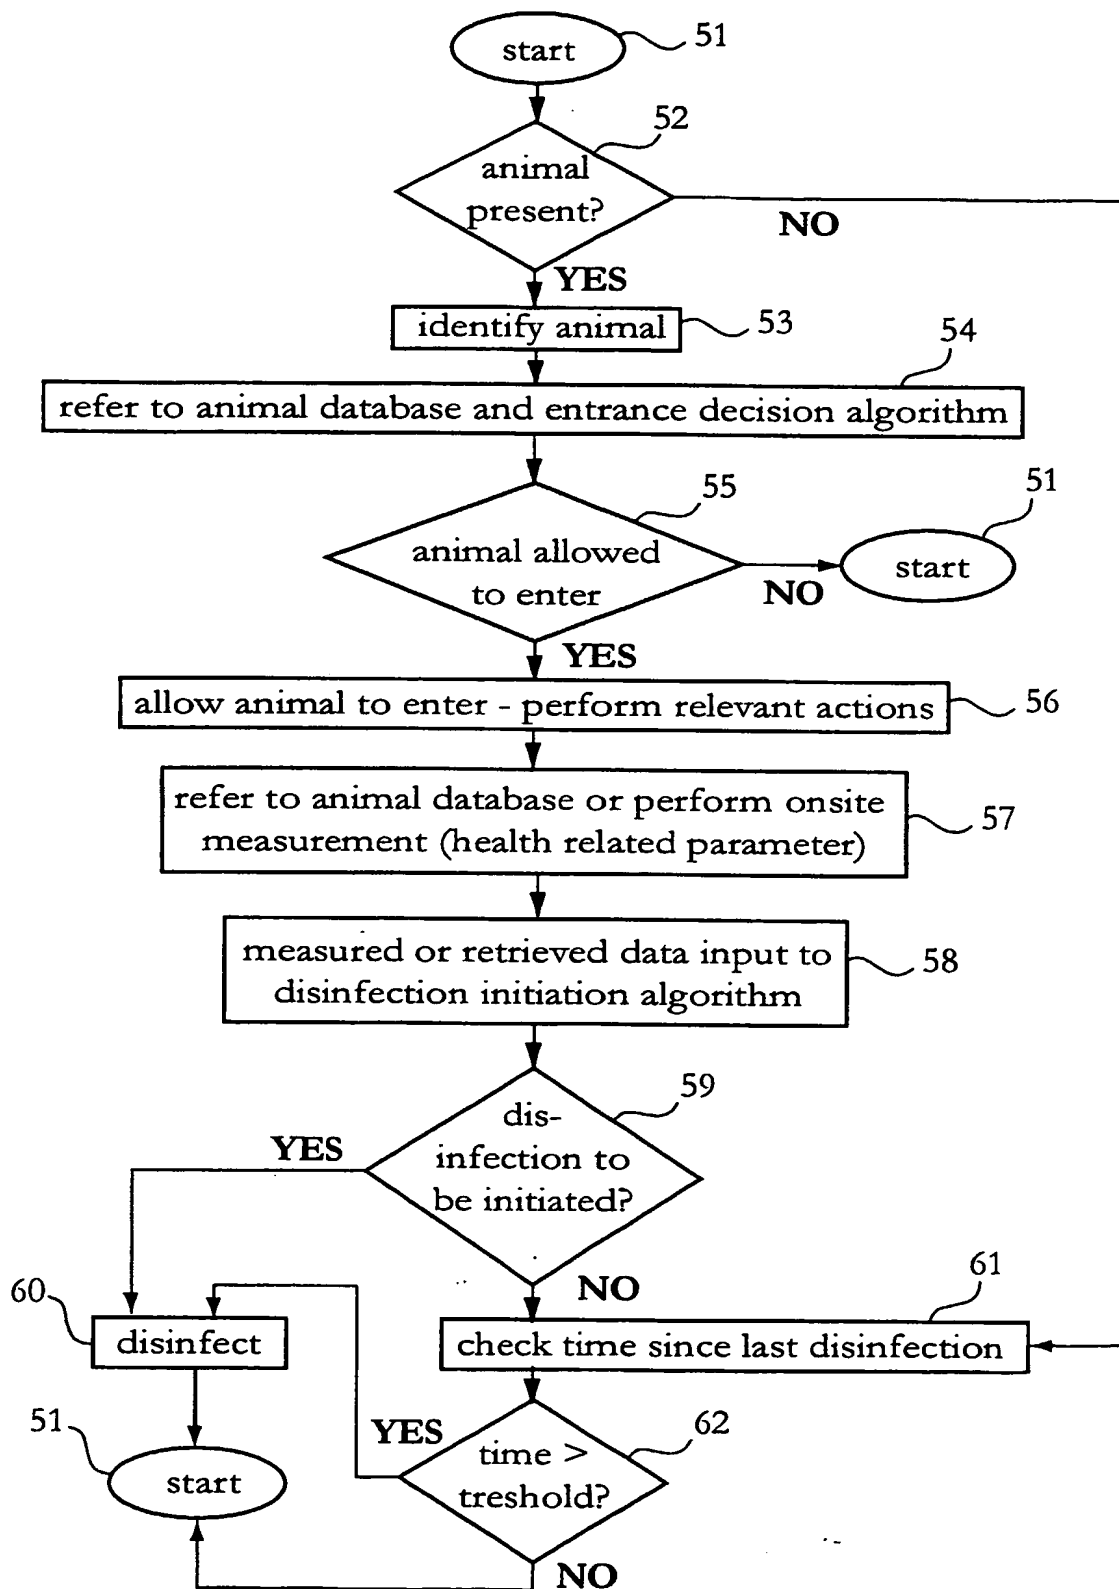 start
51
52
animal
present?
NO
YES
identify animal
53
54
refer to animal database and entrance decision algorithm
55
51
animal allowed
to enter
start
NO
YES
allow animal to enter - perform relevant actions
56
refer to animal database or perform onsite
measurement (health related parameter)
57
measured or retrieved data input to
disinfection initiation algorithm
58
59
dis-
infection to
be initiated?
YES
NO
60
61
disinfect
check time since last disinfection
51
YES
62
time >
treshold?
start
NO